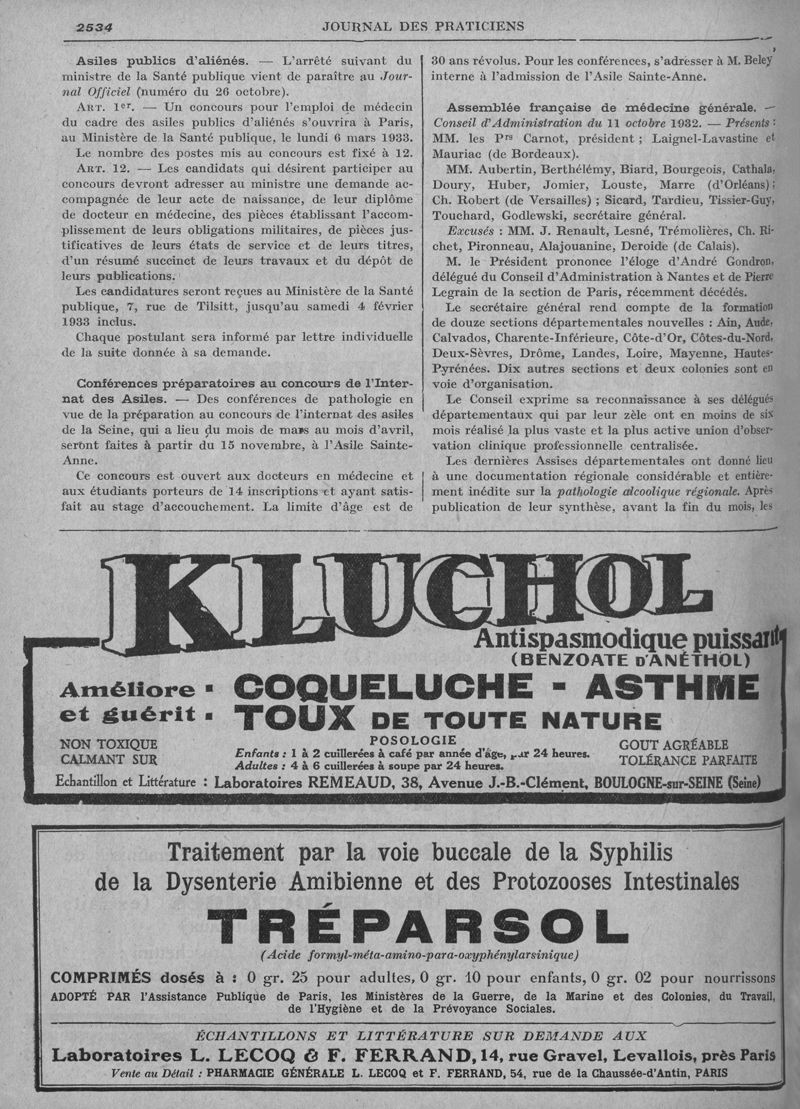 2534
JOURNAL DES PRATICIENS
Asiles publics d'aliénés. — L'arrêté suivant du
ministre de la Santé publique vient de paraître au Jour-
nal Officiel (numéro du 26 octobre).
ART. 1er. — Un concours pour l'emploi de médecin
du cadre des asiles publics d'aliénés s'ouvrira à Paris,
au Ministère de la Santé publique, le lundi 6 mars 1933.
Le nombre des postes mis au concours est fixé à 12.
ART. 12. — Les candidats qui désirent participer au
concours devront adresser au ministre une demande ac-
compagnée de leur acte de naissance, de leur diplôme
de docteur en médecine, des pièces établissant l'accom-
plissement de leurs obligations militaires, de pièces jus-
tificatives de leurs états de service et de leurs titres,
d'un résumé succinct de leurs travaux et du dépôt de
leurs publications.
Les candidatures seront reçues au Ministère de la Santé
publique, 7, rue de Tilsitt, jusqu'au samedi 4 février
1933 inclus.
Chaque postulant sera informé par lettre individuelle
de la suite donnée à sa demande.
Conférences préparatoires au concours de l'Inter-
nat des Asiles. — Des conférences de pathologie en
vue de la préparation au concours de l'internat des asiles
de la Seine, qui a lieu du mois de mars au mois d'avril,
seront faites à partir du 15 novembre, à l'Asile Sainte-
Anne.
Ce concours est ouvert aux docteurs en médecine et
aux étudiants porteurs de 14 inscriptions et ayant satis-
fait au stage d'accouchement. La limite d'âge est de
30 ans révolus. Pour les conférences, s'adresser à M. Beley
interne à l'admission de l'Asile Sainte-Anne.
Assemblée française de médecine générale. —
Conseil d'Administration du 11 octobre 1932. — Présents :
MM. les Prs Carnot, président ; Laignel-Lavastine et
Mauriac (de Bordeaux).
MM. Aubertin, Berthélémy, Biard, Bourgeois, Cathala,
Doury, Huber, Jomier, Louste, Marre (d'Orléans) ;
Ch. Robert (de Versailles) ; Sicard, Tardieu, Tissier-Guy,
Touchard, Godlewski, secrétaire général.
Excusés : MM. J. Renault, Lesné, Trémolières, Ch. Ri-
chet, Pironneau, Alajouanine, Deroide (de Calais).
M. le Président prononce l'éloge d'André Gondron,
délégué du Conseil d'Administration à Nantes et de Pierre
Legrain de la section de Paris, récemment décédés.
Le secrétaire général rend compte de la formation
de douze sections départementales nouvelles : Ain, Aude,
Calvados, Charente-Inférieure, Côte-d'Or, Côtes-du-Nord,
Deux-Sèvres, Drôme, Landes, Loire, Mayenne, Hautes-
Pyrénées. Dix autres sections et deux colonies sont en
voie d'organisation.
Le Conseil exprime sa reconnaissance à ses délégués
départementaux qui par leur zèle ont en moins de six
mois réalisé la plus vaste et la plus active union d'obser-
vation clinique professionnelle centralisée.
Les dernières Assises départementales ont donné lieu
à une documentation régionale considérable et entière-
ment inédite sur la pathologie alcoolique régionale. Après
publication de leur synthèse, avant la fin du mois, les
KLUCHOL
Antispasmodique puissant
(BENZOATE D'ANÉTHOL)
Améliore
et guérit
COQUELUCHE - ASTHME
TOUX DE TOUTE NATURE
NON TOXIQUE
CALMANT SUR
POSOLOGIE
Enfants : 1 à 2 cuillerées à café par année d'âge, par 24 heures.
Adultes : 4 à 6 cuillerées à soupe par 24 heures.
GOUT AGRÉABLE
TOLÉRANCE PARFAITE
Echantillon et Littérature : Laboratoires REMEAUD, 38, Avenue J.-B.-Clément, BOULOGNE-sur-SEINE (Seine)
Traitement par la voie buccale de la Syphilis
de la Dysenterie Amibienne et des Protozooses Intestinales
TRÉPARSOL
(Acide formyl-méta-amino-para-oxyphénylarsinique)
COMPRIMÉS dosés à : 0 gr. 25 pour adultes, 0 gr. 10 pour enfants, 0 gr. 02 pour nourrissons
ADOPTÉ PAR l'Assistance Publique de Paris, les Ministères de la Guerre, de la Marine et des Colonies, du Travail,
de l'Hygiène et de la Prévoyance Sociales.
ÉCHANTILLONS ET LITTÉRATURE SUR DEMANDE AUX
Laboratoires L. LECOQ & F. FERRAND, 14, rue Gravel, Levallois, près Paris
Vente au Détail : PHARMACIE GÉNÉRALE L. LECOQ et F. FERRAND, 54, rue de la Chaussée-d'Antin, PARIS